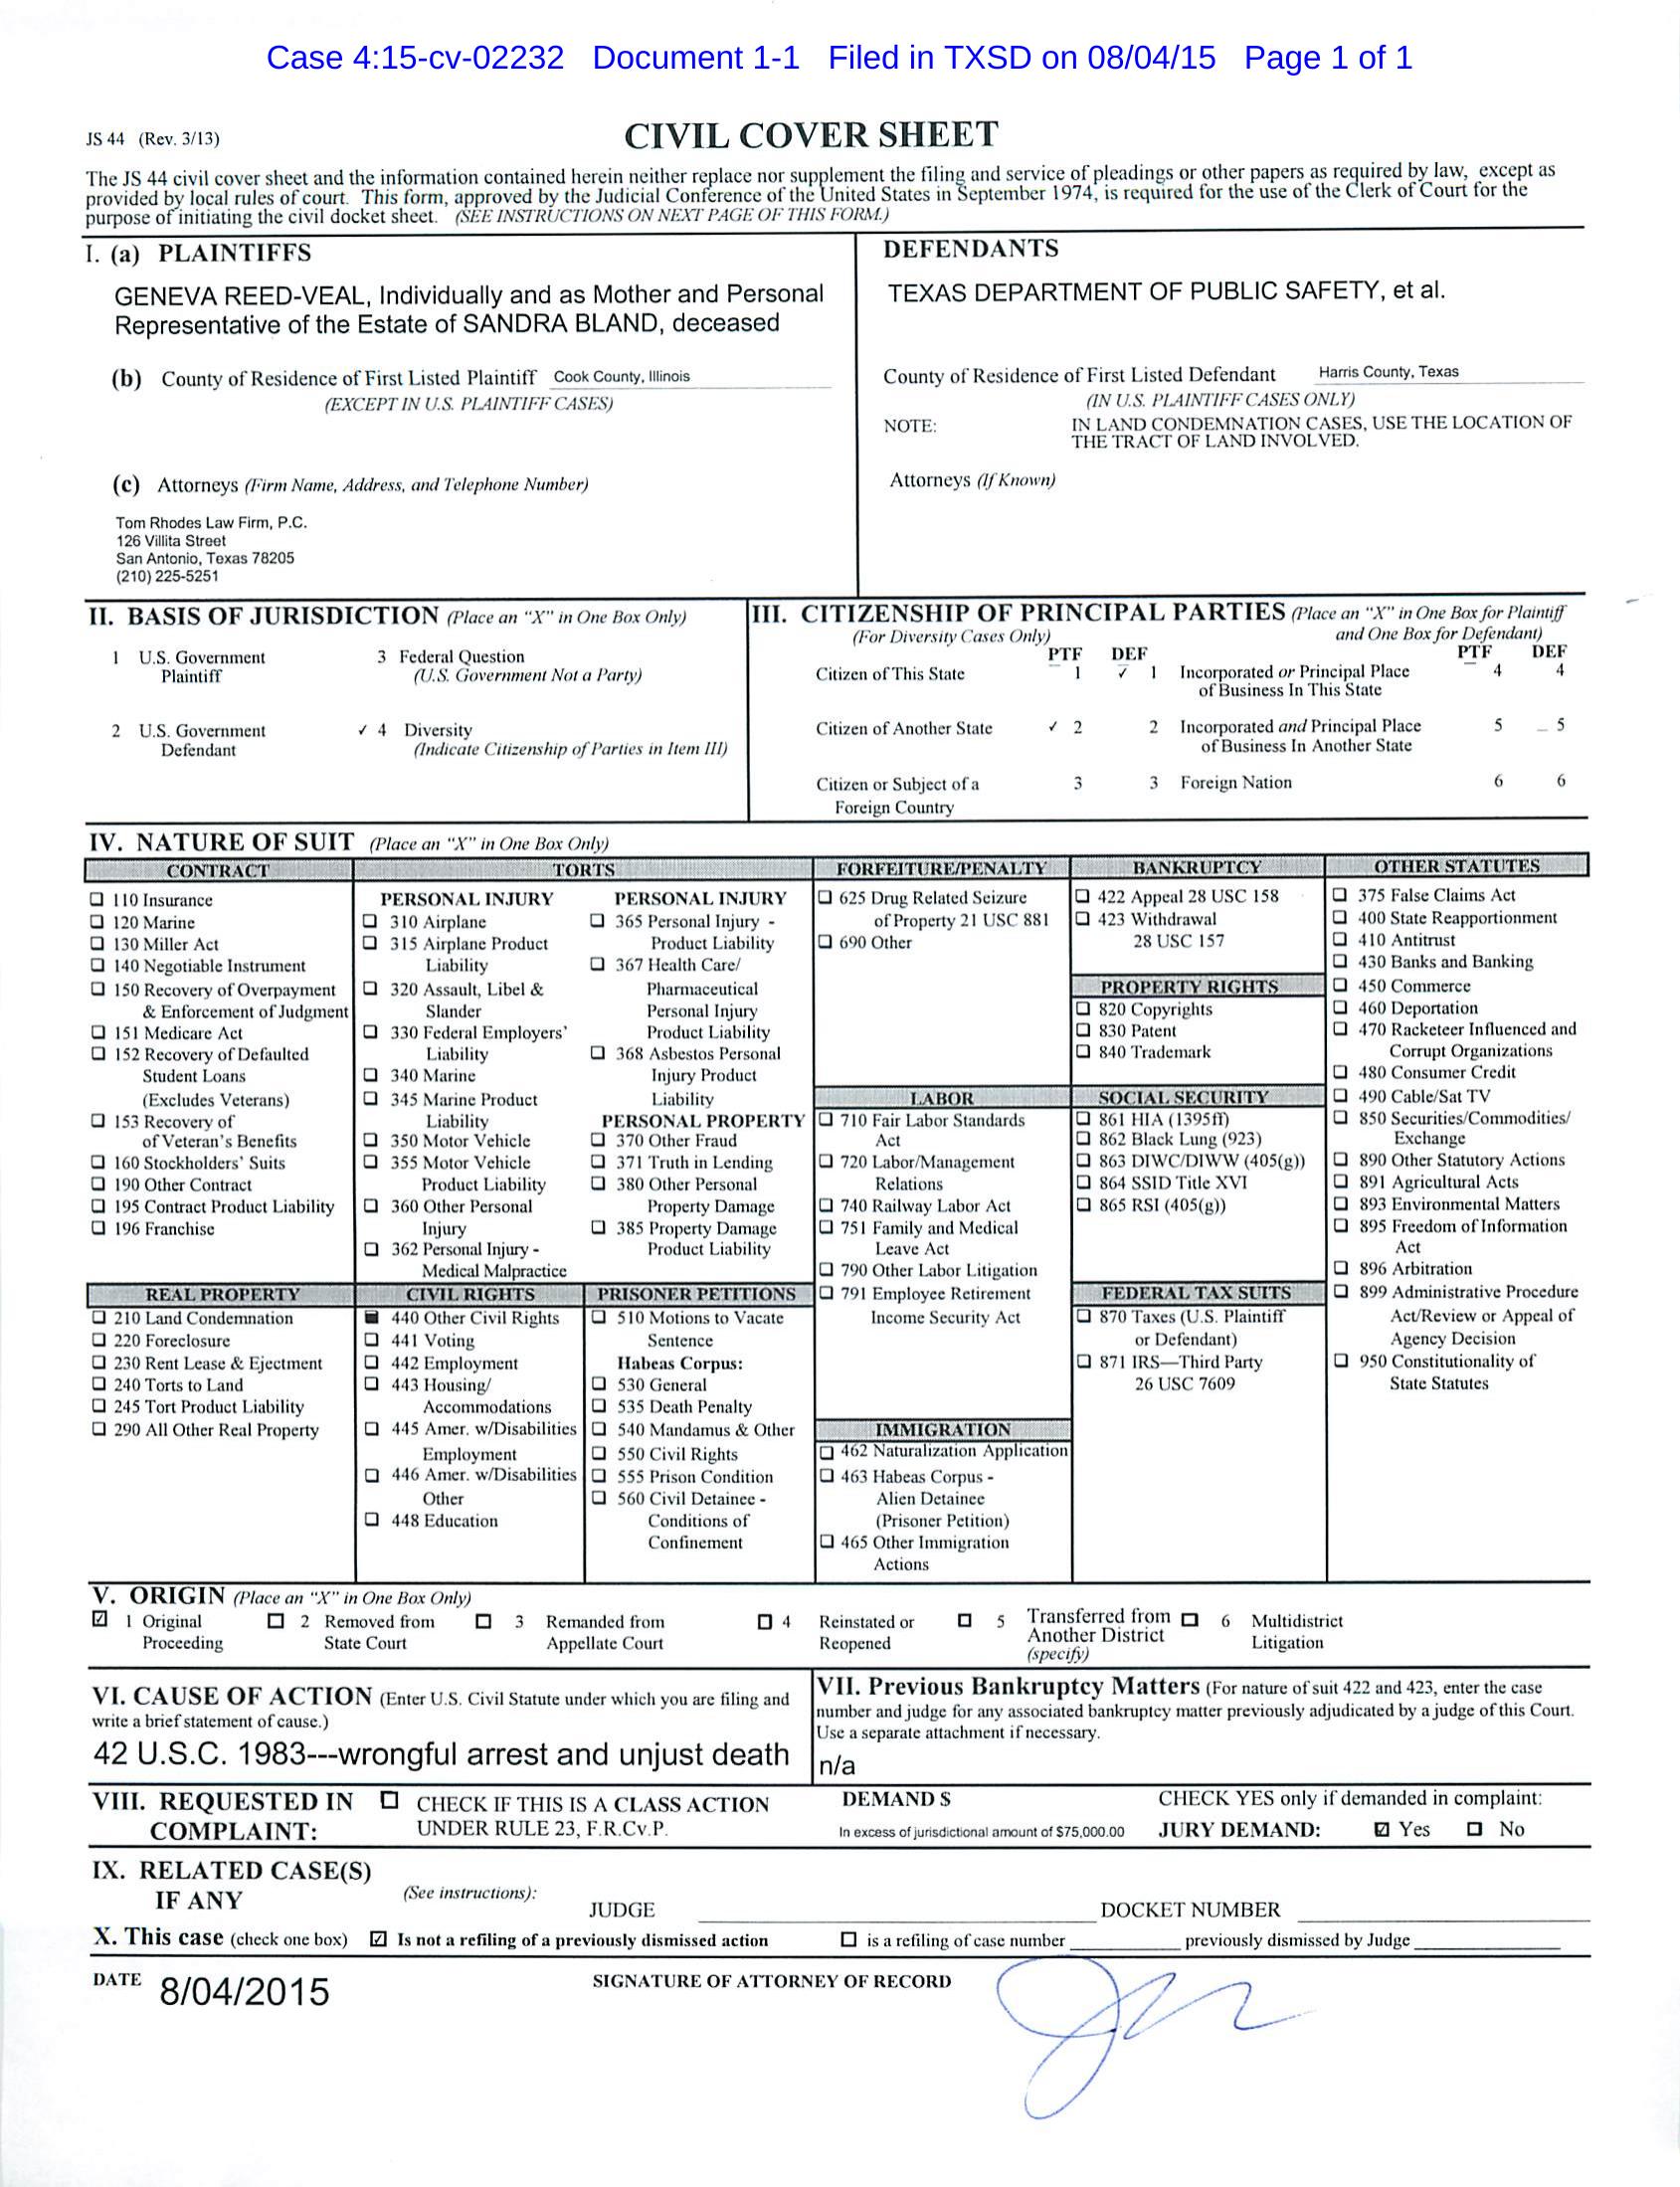 Case 4:15-cv-02232 Document 1-1 Filed in TXSD on 08/04/15 Page 1 of 1
JS 44 (Rev. 3/13)
CIVIL COVER SHEET
The JS 44 civil cover sheet and the information contained herein neither replace nor supplement the filing and service of pleadings or other papers as required by law, except as
provided by local rules of court. This form, approved by the Judicial Conference of the United States in September 1974, is required for the use of the Clerk of Court for the
purpose of initiating the civil docket sheet. (SEE INSTRUCTIONS ON NEXT PAGE OF THIS FORM.)
I. (a) PLAINTIFFS
GENEVA REED-VEAL, Individually and as Mother and Personal
Representative of the Estate of SANDRA BLAND, deceased
(b) County of Residence of First Listed Plaintiff Cook County, Illinois
(EXCEPT IN U.S. PLAINTIFF CASES)
(c) Attorneys (Firm Name, Address, and Telephone Number)
Tom Rhodes Law Firm, P.C.
126 Villita Street
San Antonio, Texas 78205
(210) 225-5251
DEFENDANTS
TEXAS DEPARTMENT OF PUBLIC SAFETY, et al.
County of Residence of First Listed Defendant Harris County, Texas
(IN U.S. PLAINTIFF CASES ONLY)
NOTE: IN LAND CONDEMNATION CASES, USE THE LOCATION OF
THE TRACT OF LAND INVOLVED.
Attorneys (If Known)
II. BASIS OF JURISDICTION (Place an "X" in One Box Only)
1 U.S. Government
Plaintiff
3 Federal Question
(U.S. Government Not a Party)
2 U.S. Government
Defendant
✓ 4 Diversity
(Indicate Citizenship of Parties in Item III)
III. CITIZENSHIP OF PRINCIPAL PARTIES (Place an "X" in One Box for Plaintiff
(For Diversity Cases Only) and One Box for Defendant)
PTF DEF PTF DEF
Citizen of This State 1 ✓ 1 Incorporated or Principal Place 4 4
of Business In This State
Citizen of Another State ✓ 2 2 Incorporated and Principal Place 5 5
of Business In Another State
Citizen or Subject of a 3 3 Foreign Nation 6 6
Foreign Country
IV. NATURE OF SUIT (Place an "X" in One Box Only)
CONTRACT
110 Insurance
120 Marine
130 Miller Act
140 Negotiable Instrument
150 Recovery of Overpayment
& Enforcement of Judgment
151 Medicare Act
152 Recovery of Defaulted
Student Loans
(Excludes Veterans)
153 Recovery of
of Veteran's Benefits
160 Stockholders' Suits
190 Other Contract
195 Contract Product Liability
196 Franchise
REAL PROPERTY
210 Land Condemnation
220 Foreclosure
230 Rent Lease & Ejectment
240 Torts to Land
245 Tort Product Liability
290 All Other Real Property
TORTS
PERSONAL INJURY
310 Airplane
315 Airplane Product
Liability
320 Assault, Libel &
Slander
330 Federal Employers'
Liability
340 Marine
345 Marine Product
Liability
350 Motor Vehicle
355 Motor Vehicle
Product Liability
360 Other Personal
Injury
362 Personal Injury -
Medical Malpractice
PERSONAL INJURY
365 Personal Injury -
Product Liability
367 Health Care/
Pharmaceutical
Personal Injury
Product Liability
368 Asbestos Personal
Injury Product
Liability
PERSONAL PROPERTY
370 Other Fraud
371 Truth in Lending
380 Other Personal
Property Damage
385 Property Damage
Product Liability
CIVIL RIGHTS
440 Other Civil Rights
441 Voting
442 Employment
443 Housing/
Accommodations
445 Amer. w/Disabilities
Employment
446 Amer. w/Disabilities
Other
448 Education
PRISONER PETITIONS
510 Motions to Vacate
Sentence
Habeas Corpus:
530 General
535 Death Penalty
540 Mandamus & Other
550 Civil Rights
555 Prison Condition
560 Civil Detainee -
Conditions of
Confinement
FORFEITURE/PENALTY
625 Drug Related Seizure
of Property 21 USC 881
690 Other
LABOR
710 Fair Labor Standards
Act
720 Labor/Management
Relations
740 Railway Labor Act
751 Family and Medical
Leave Act
790 Other Labor Litigation
791 Employee Retirement
Income Security Act
IMMIGRATION
462 Naturalization Application
463 Habeas Corpus -
Alien Detainee
(Prisoner Petition)
465 Other Immigration
Actions
BANKRUPTCY
422 Appeal 28 USC 158
423 Withdrawal
28 USC 157
PROPERTY RIGHTS
820 Copyrights
830 Patent
840 Trademark
SOCIAL SECURITY
861 HIA (1395ff)
862 Black Lung (923)
863 DIWC/DIWW (405(g))
864 SSID Title XVI
865 RSI (405(g))
FEDERAL TAX SUITS
870 Taxes (U.S. Plaintiff
or Defendant)
871 IRS—Third Party
26 USC 7609
OTHER STATUTES
375 False Claims Act
400 State Reapportionment
410 Antitrust
430 Banks and Banking
450 Commerce
460 Deportation
470 Racketeer Influenced and
Corrupt Organizations
480 Consumer Credit
490 Cable/Sat TV
850 Securities/Commodities/
Exchange
890 Other Statutory Actions
891 Agricultural Acts
893 Environmental Matters
895 Freedom of Information
Act
896 Arbitration
899 Administrative Procedure
Act/Review or Appeal of
Agency Decision
950 Constitutionality of
State Statutes
V. ORIGIN (Place an "X" in One Box Only)
1 Original
Proceeding
2 Removed from
State Court
3 Remanded from
Appellate Court
4 Reinstated or
Reopened
5 Transferred from
Another District
(specify)
6 Multidistrict
Litigation
VI. CAUSE OF ACTION (Enter U.S. Civil Statute under which you are filing and
write a brief statement of cause.)
42 U.S.C. 1983---wrongful arrest and unjust death
VII. Previous Bankruptcy Matters (For nature of suit 422 and 423, enter the case
number and judge for any associated bankruptcy matter previously adjudicated by a judge of this Court.
Use a separate attachment if necessary.
n/a
VIII. REQUESTED IN
COMPLAINT:
CHECK IF THIS IS A CLASS ACTION
UNDER RULE 23, F.R.Cv.P.
DEMAND $
In excess of jurisdictional amount of $75,000.00
CHECK YES only if demanded in complaint:
JURY DEMAND: Yes No
IX. RELATED CASE(S)
IF ANY
(See instructions):
JUDGE DOCKET NUMBER
X. This case (check one box) Is not a refiling of a previously dismissed action is a refiling of case number previously dismissed by Judge
DATE 8/04/2015 SIGNATURE OF ATTORNEY OF RECORD